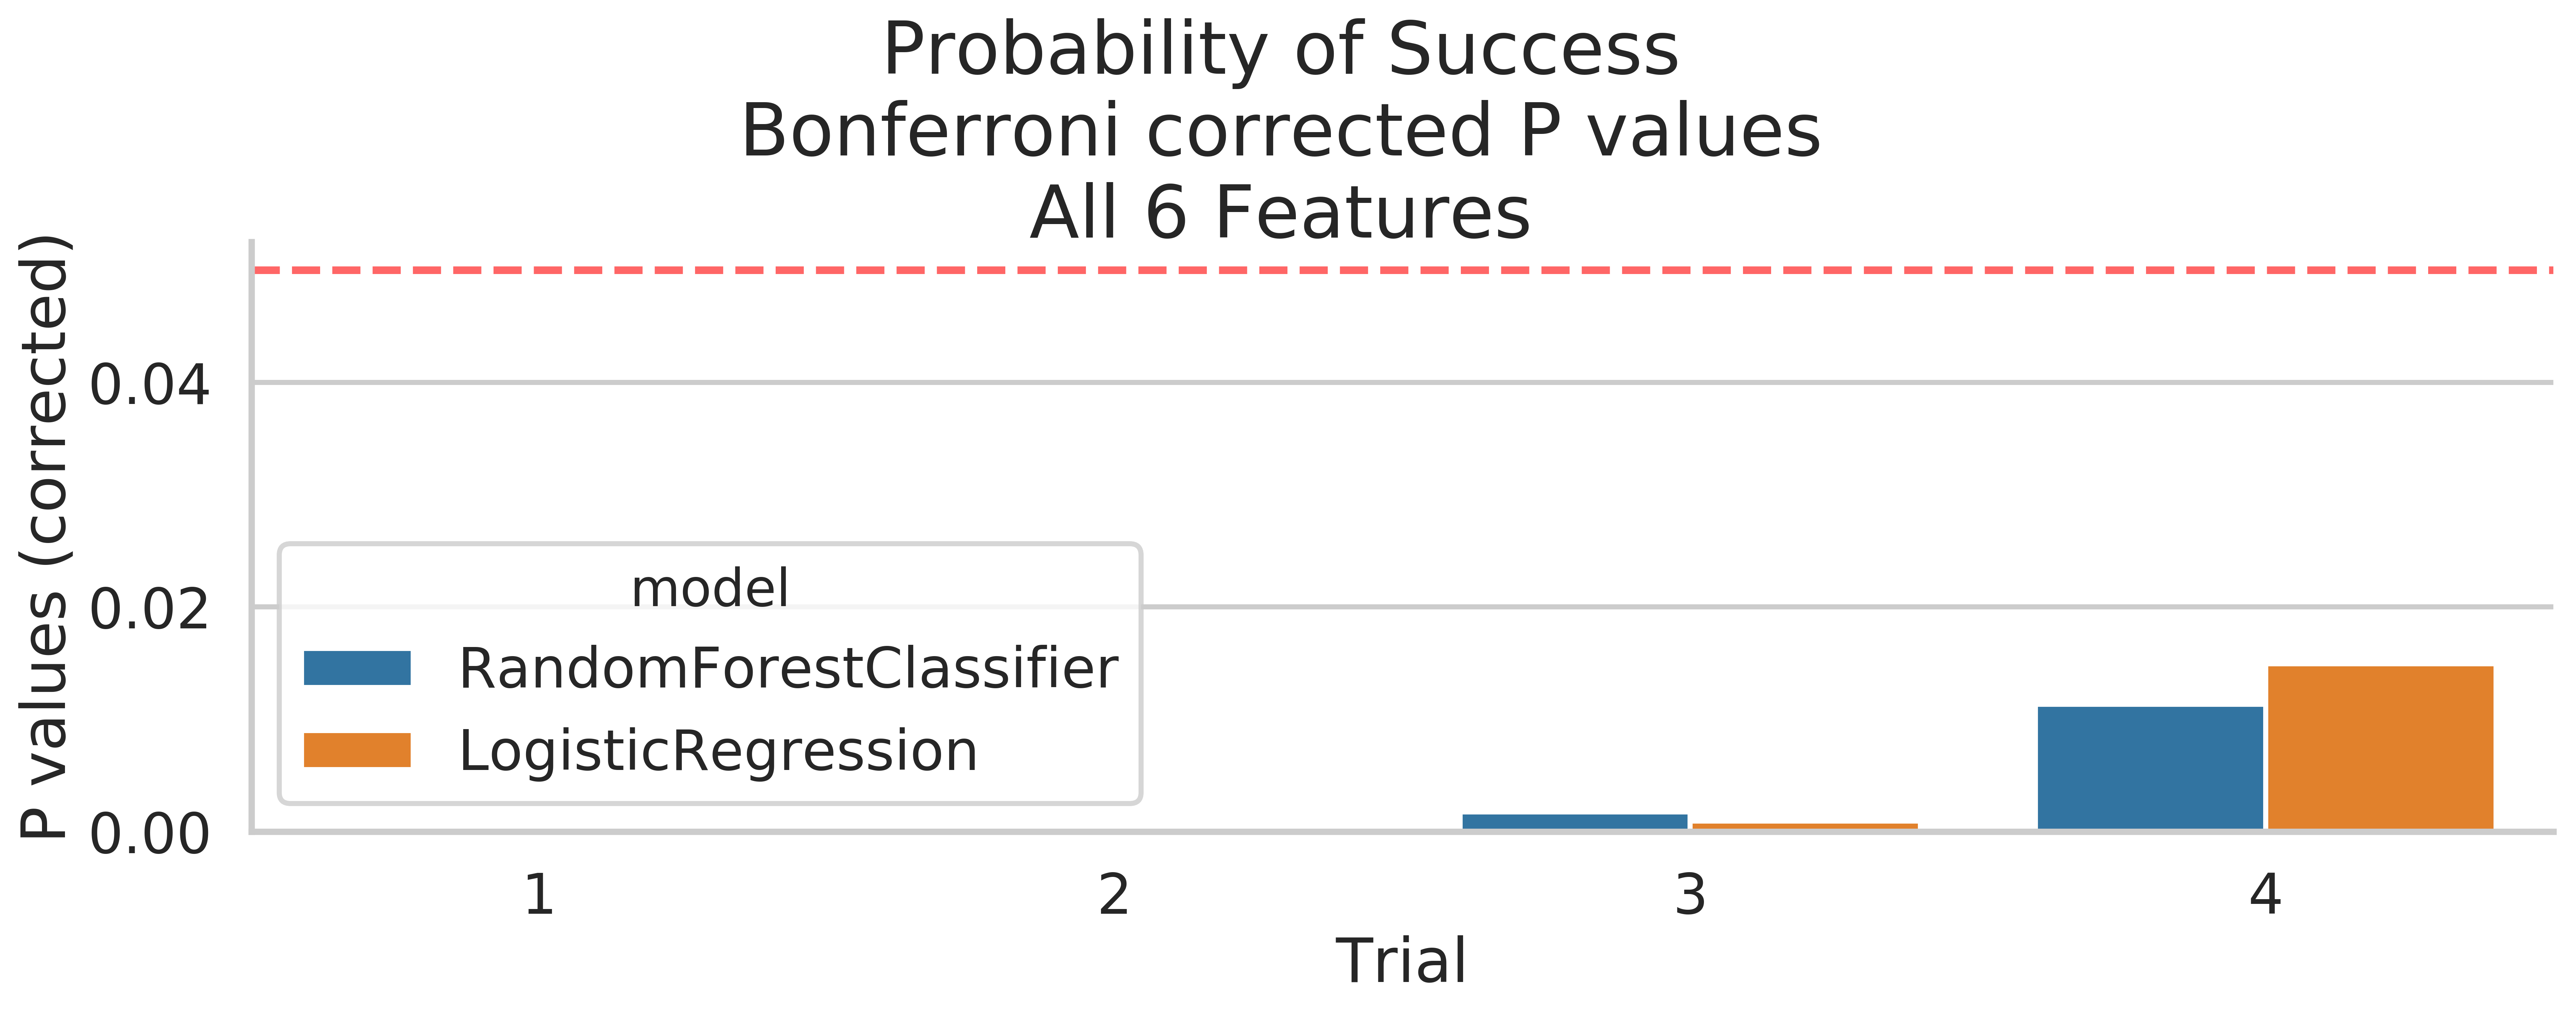 Probability of Success
Bonferroni corrected P values
All 6 Features
P values (corrected)
0.04
0.02
0.00
model
RandomForestClassifier
LogisticRegression
1
2
3
4
Trial